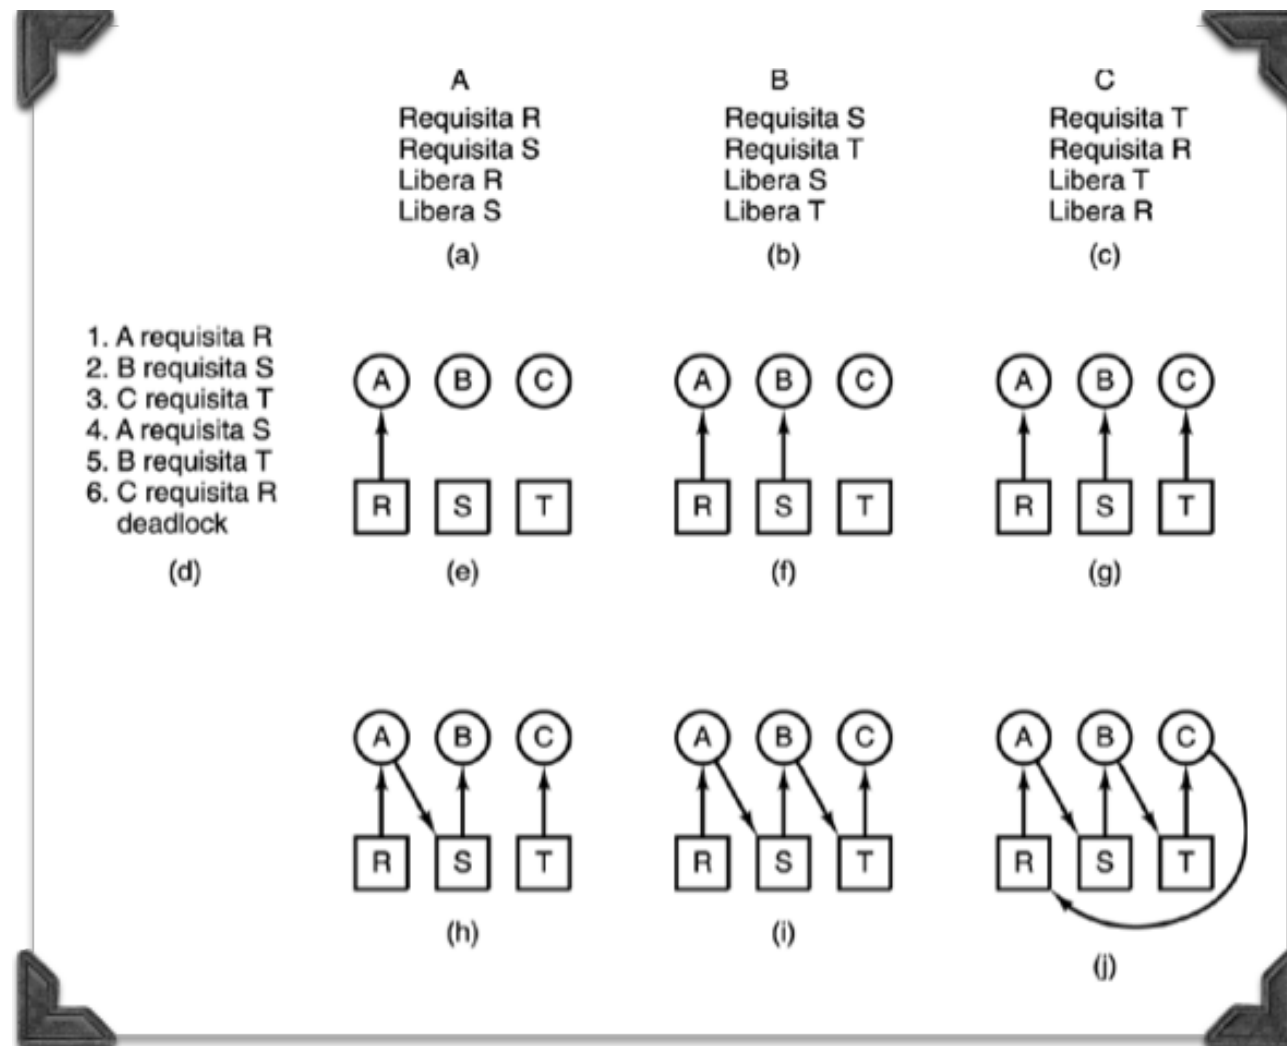 A
Requisita R
Requisita S
Libera R
Libera S
(a)
B
Requisita S
Requisita T
Libera S
Libera T
(b)
C
Requisita T
Requisita R
Libera T
Libera R
(c)
1. A requisita R
2. B requisita S
3. C requisita T
4. A requisita S
5. B requisita T
6. C requisita R
deadlock
(d)
A B C
R S T
(e)
A B C
R S T
(f)
A B C
R S T
(g)
A B C
R S T
(h)
A B C
R S T
(i)
A B C
R S T
(j)